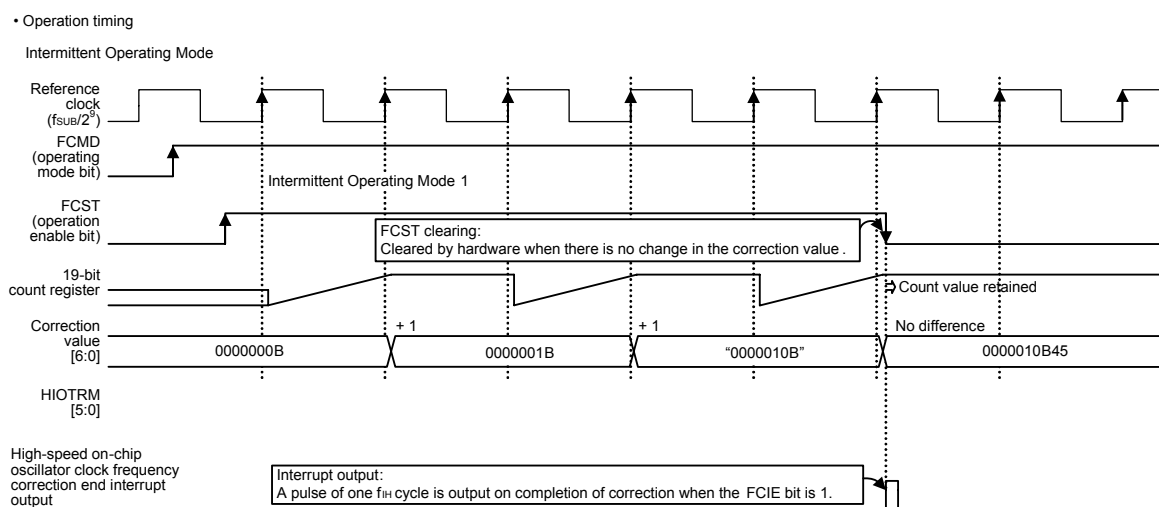 • Operation timing
Intermittent Operating Mode
Reference
clock
(fSUB/2⁹)
FCMD
(operating
mode bit)
Intermittent Operating Mode 1
FCST
(operation
enable bit)
FCST clearing:
Cleared by hardware when there is no change in the correction value .
19-bit
count register
Count value retained
Correction
value
[6:0]
+ 1
+ 1
No difference
0000000B
0000001B
“0000010B”
0000010B45
HIOTRM
[5:0]
High-speed on-chip
oscillator clock frequency
correction end interrupt
output
Interrupt output:
A pulse of one fIH cycle is output on completion of correction when the FCIE bit is 1.